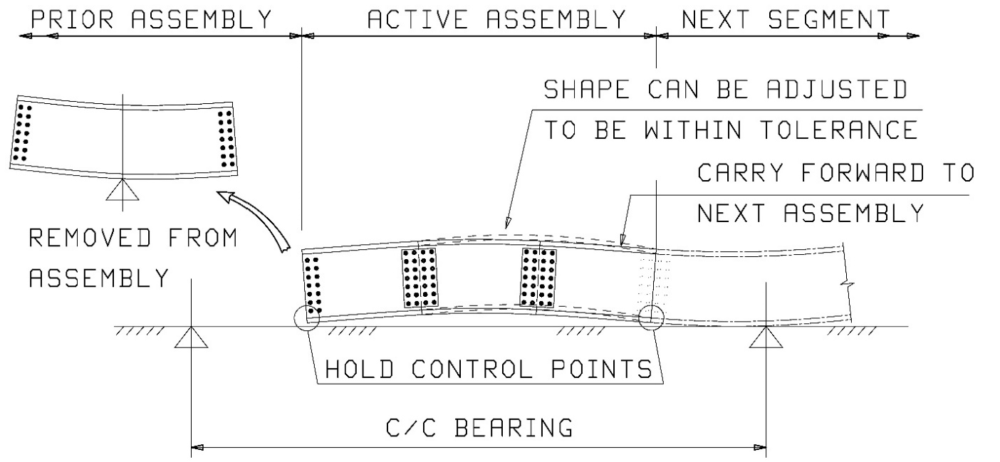 PRIOR ASSEMBLY
ACTIVE ASSEMBLY
NEXT SEGMENT
SHAPE CAN BE ADJUSTED
TO BE WITHIN TOLERANCE
CARRY FORWARD TO
NEXT ASSEMBLY
REMOVED FROM
ASSEMBLY
HOLD CONTROL POINTS
C/C BEARING